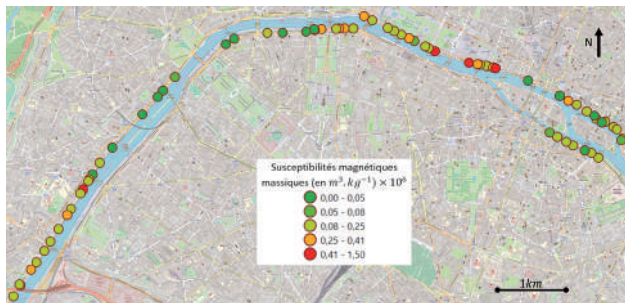 N
Susceptibilités magnétiques
massiques (en m³. kg⁻¹) × 10⁶
0,00 - 0,05
0,05 - 0,08
0,08 - 0,25
0,25 - 0,41
0,41 - 1,50
1km